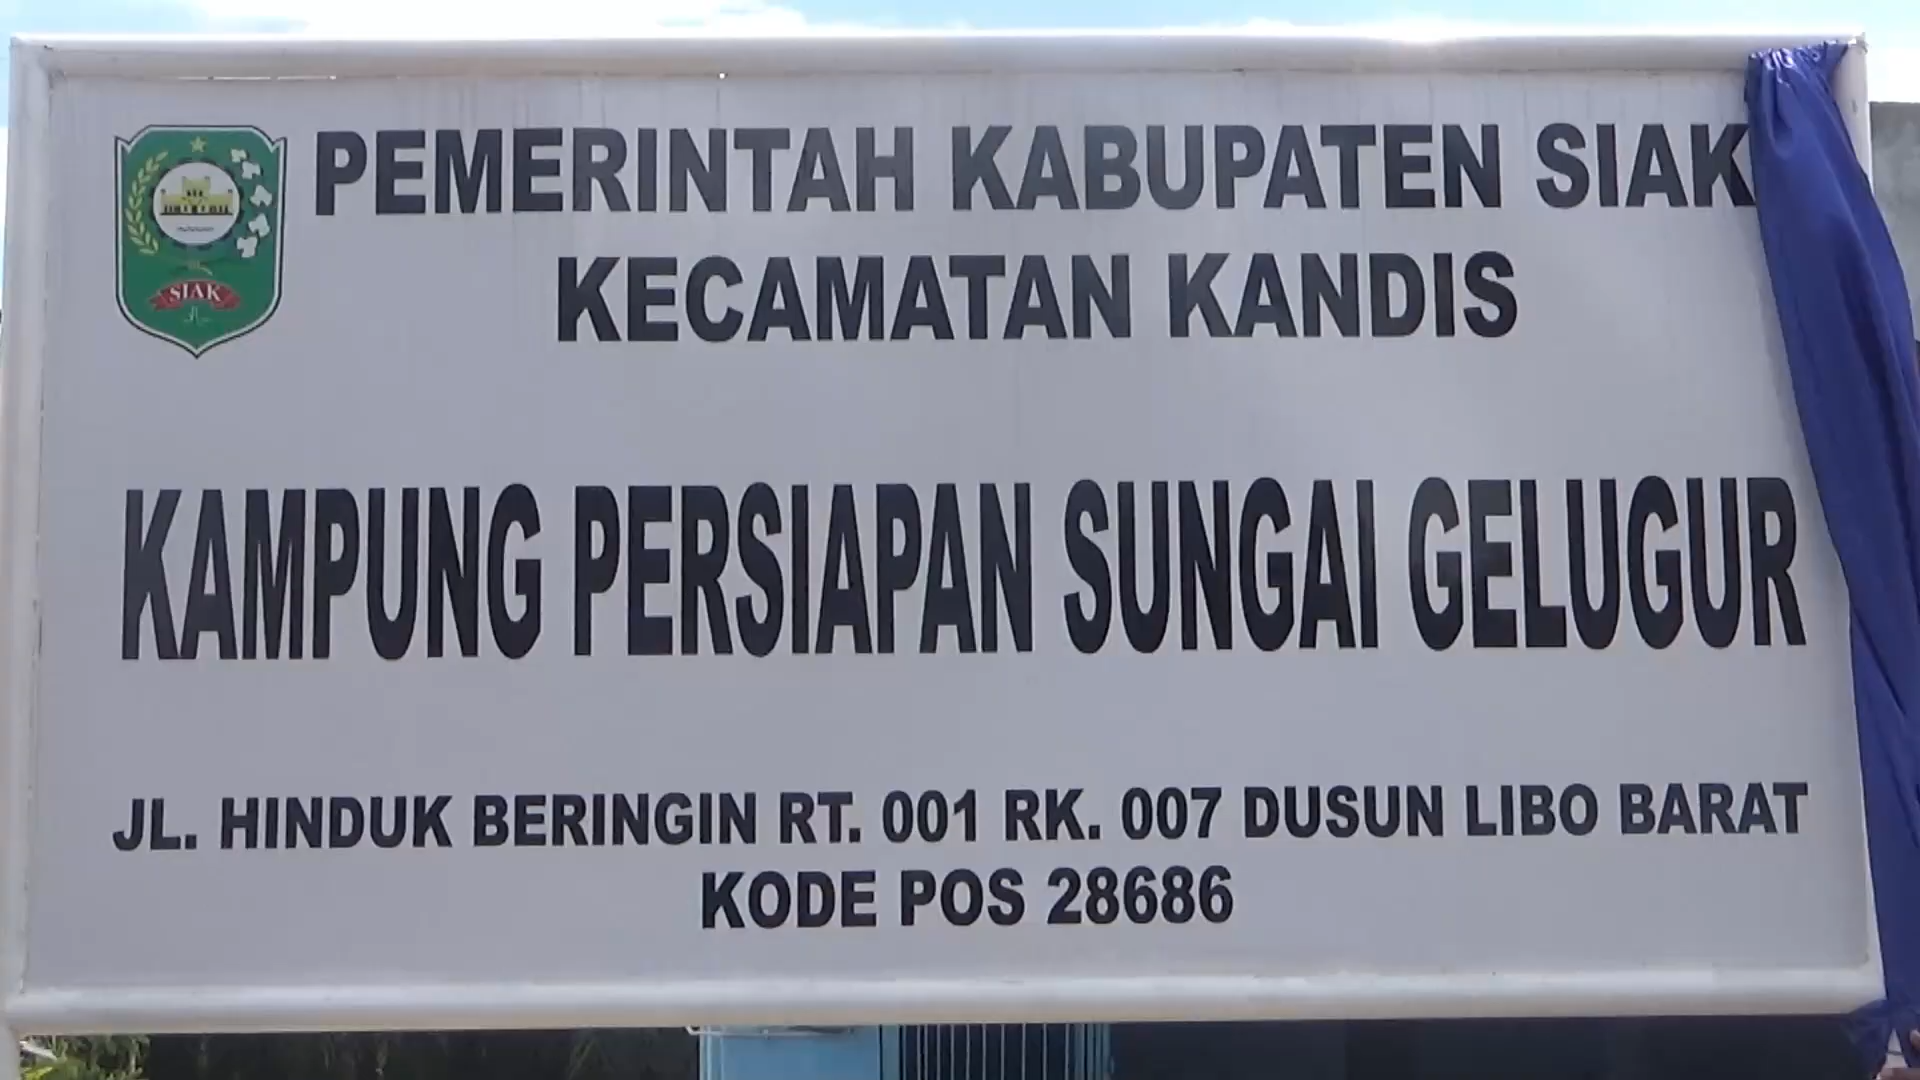 PEMERINTAH KABUPATEN SIAK
KECAMATAN KANDIS
SIAK
KAMPUNG PERSIAPAN SUNGAI GELUGUR
JL. HINDUK BERINGIN RT. 001 RK. 007 DUSUN LIBO BARAT
KODE POS 28686